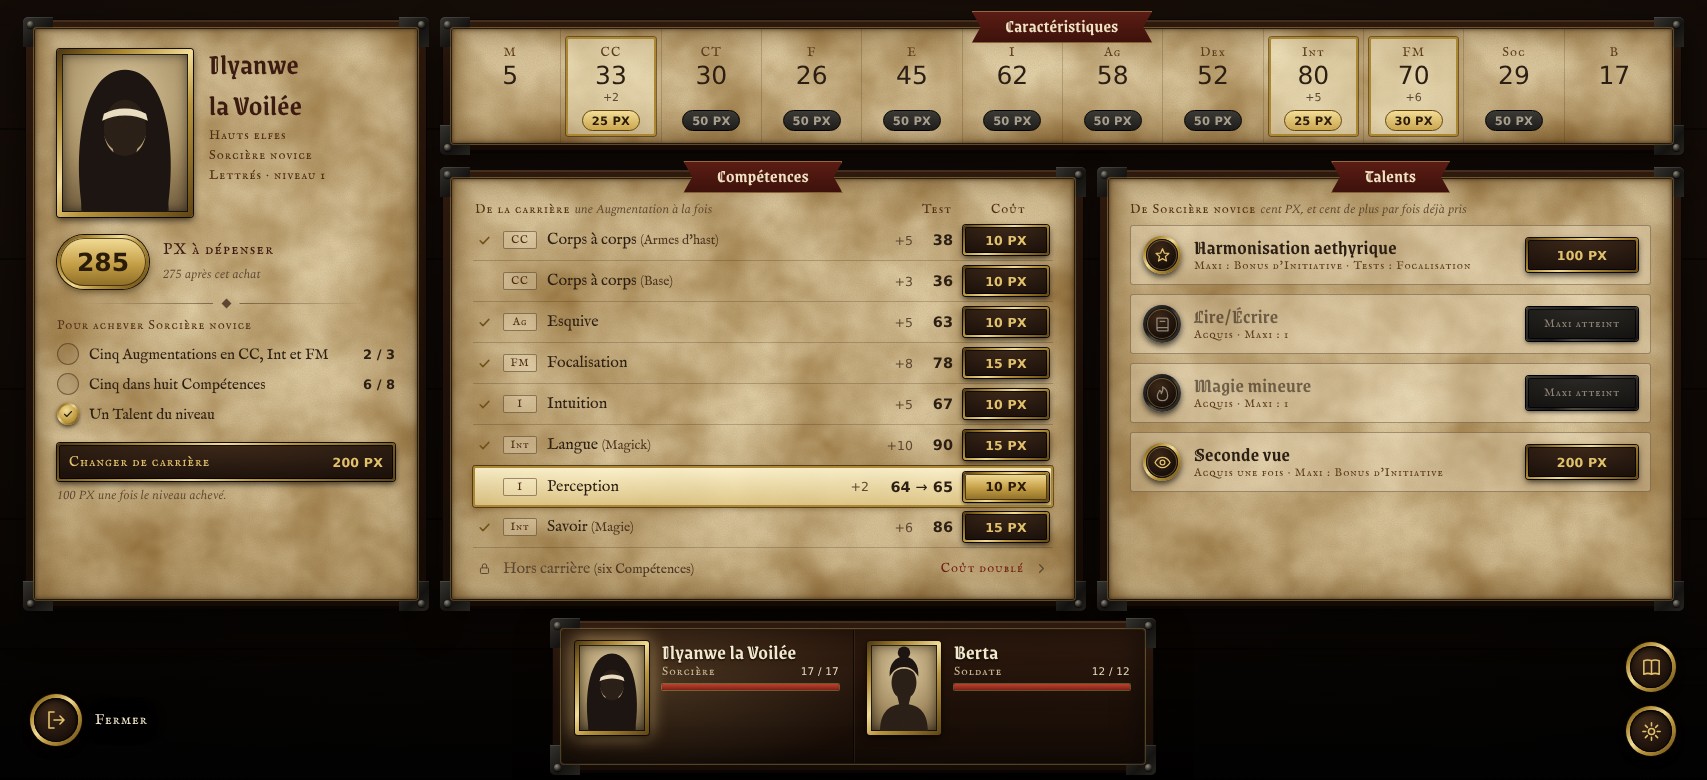 Ilyanwe
la Voilée
Hauts elfes
Sorcière novice
Lettrés · niveau 1
285
PX à dépenser
275 après cet achat
Pour achever Sorcière novice
Cinq Augmentations en CC, Int et FM 2 / 3
Cinq dans huit Compétences 6 / 8
Un Talent du niveau
Changer de carrière 200 PX
100 PX une fois le niveau achevé.
Caractéristiques
M CC CT F E I Ag Dex Int FM Soc B
5 33 30 26 45 62 58 52 80 70 29 17
+2 +5 +6
25 PX 50 PX 50 PX 50 PX 50 PX 50 PX 50 PX 25 PX 30 PX 50 PX
Compétences
De la carrière une Augmentation à la fois Test Coût
CC Corps à corps (Armes d'hast) +5 38 10 PX
CC Corps à corps (Base) +3 36 10 PX
Ag Esquive +5 63 10 PX
FM Focalisation +8 78 15 PX
I Intuition +5 67 10 PX
Int Langue (Magick) +10 90 15 PX
I Perception +2 64 → 65 10 PX
Int Savoir (Magie) +6 86 15 PX
Hors carrière (six Compétences) Coût doublé
Talents
De Sorcière novice cent PX, et cent de plus par fois déjà pris
Harmonisation aethyrique
Maxi : Bonus d'Initiative · Tests : Focalisation
100 PX
Lire/Écrire
Acquis · Maxi : 1
Maxi atteint
Magie mineure
Acquis · Maxi : 1
Maxi atteint
Seconde vue
Acquis une fois · Maxi : Bonus d'Initiative
200 PX
Ilyanwe la Voilée
Sorcière 17 / 17
Berta
Soldate 12 / 12
Fermer